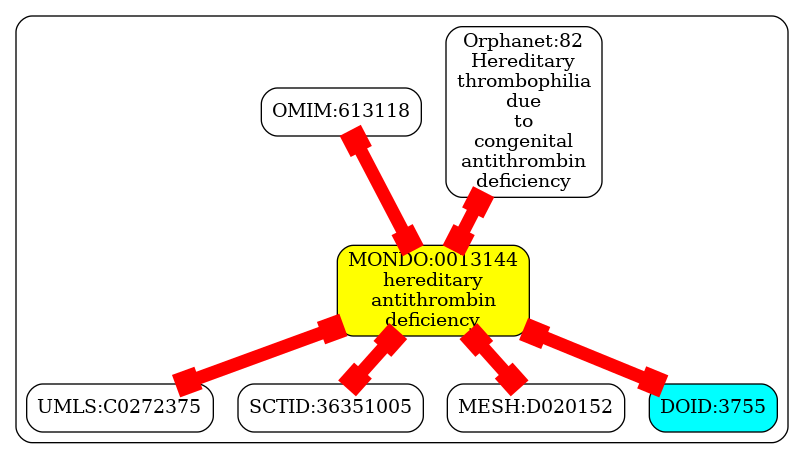 Orphanet:82
Hereditary
thrombophilia
due
to
congenital
antithrombin
deficiency
OMIM:613118
MONDO:0013144
hereditary
antithrombin
deficiency
UMLS:C0272375
SCTID:36351005
MESH:D020152
DOID:3755